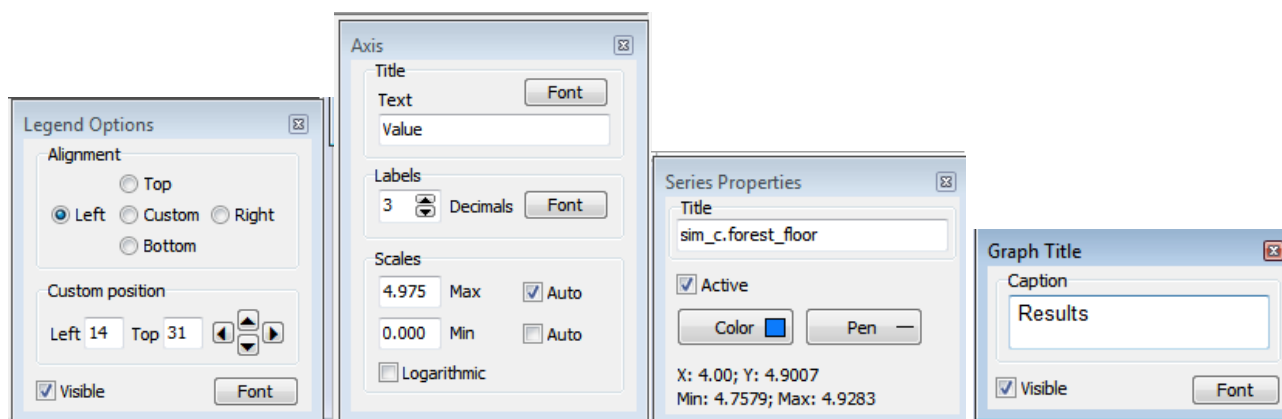 Legend Options
Alignment
Top
Left Custom Right
Bottom
Custom position
Left 14 Top 31
Visible Font
Axis
Title
Text Font
Value
Labels
3 Decimals Font
Scales
4.975 Max Auto
0.000 Min Auto
Logarithmic
Series Properties
Title
sim_c.forest_floor
Active
Color Pen
X: 4.00; Y: 4.9007
Min: 4.7579; Max: 4.9283
Graph Title
Caption
Results
Visible Font